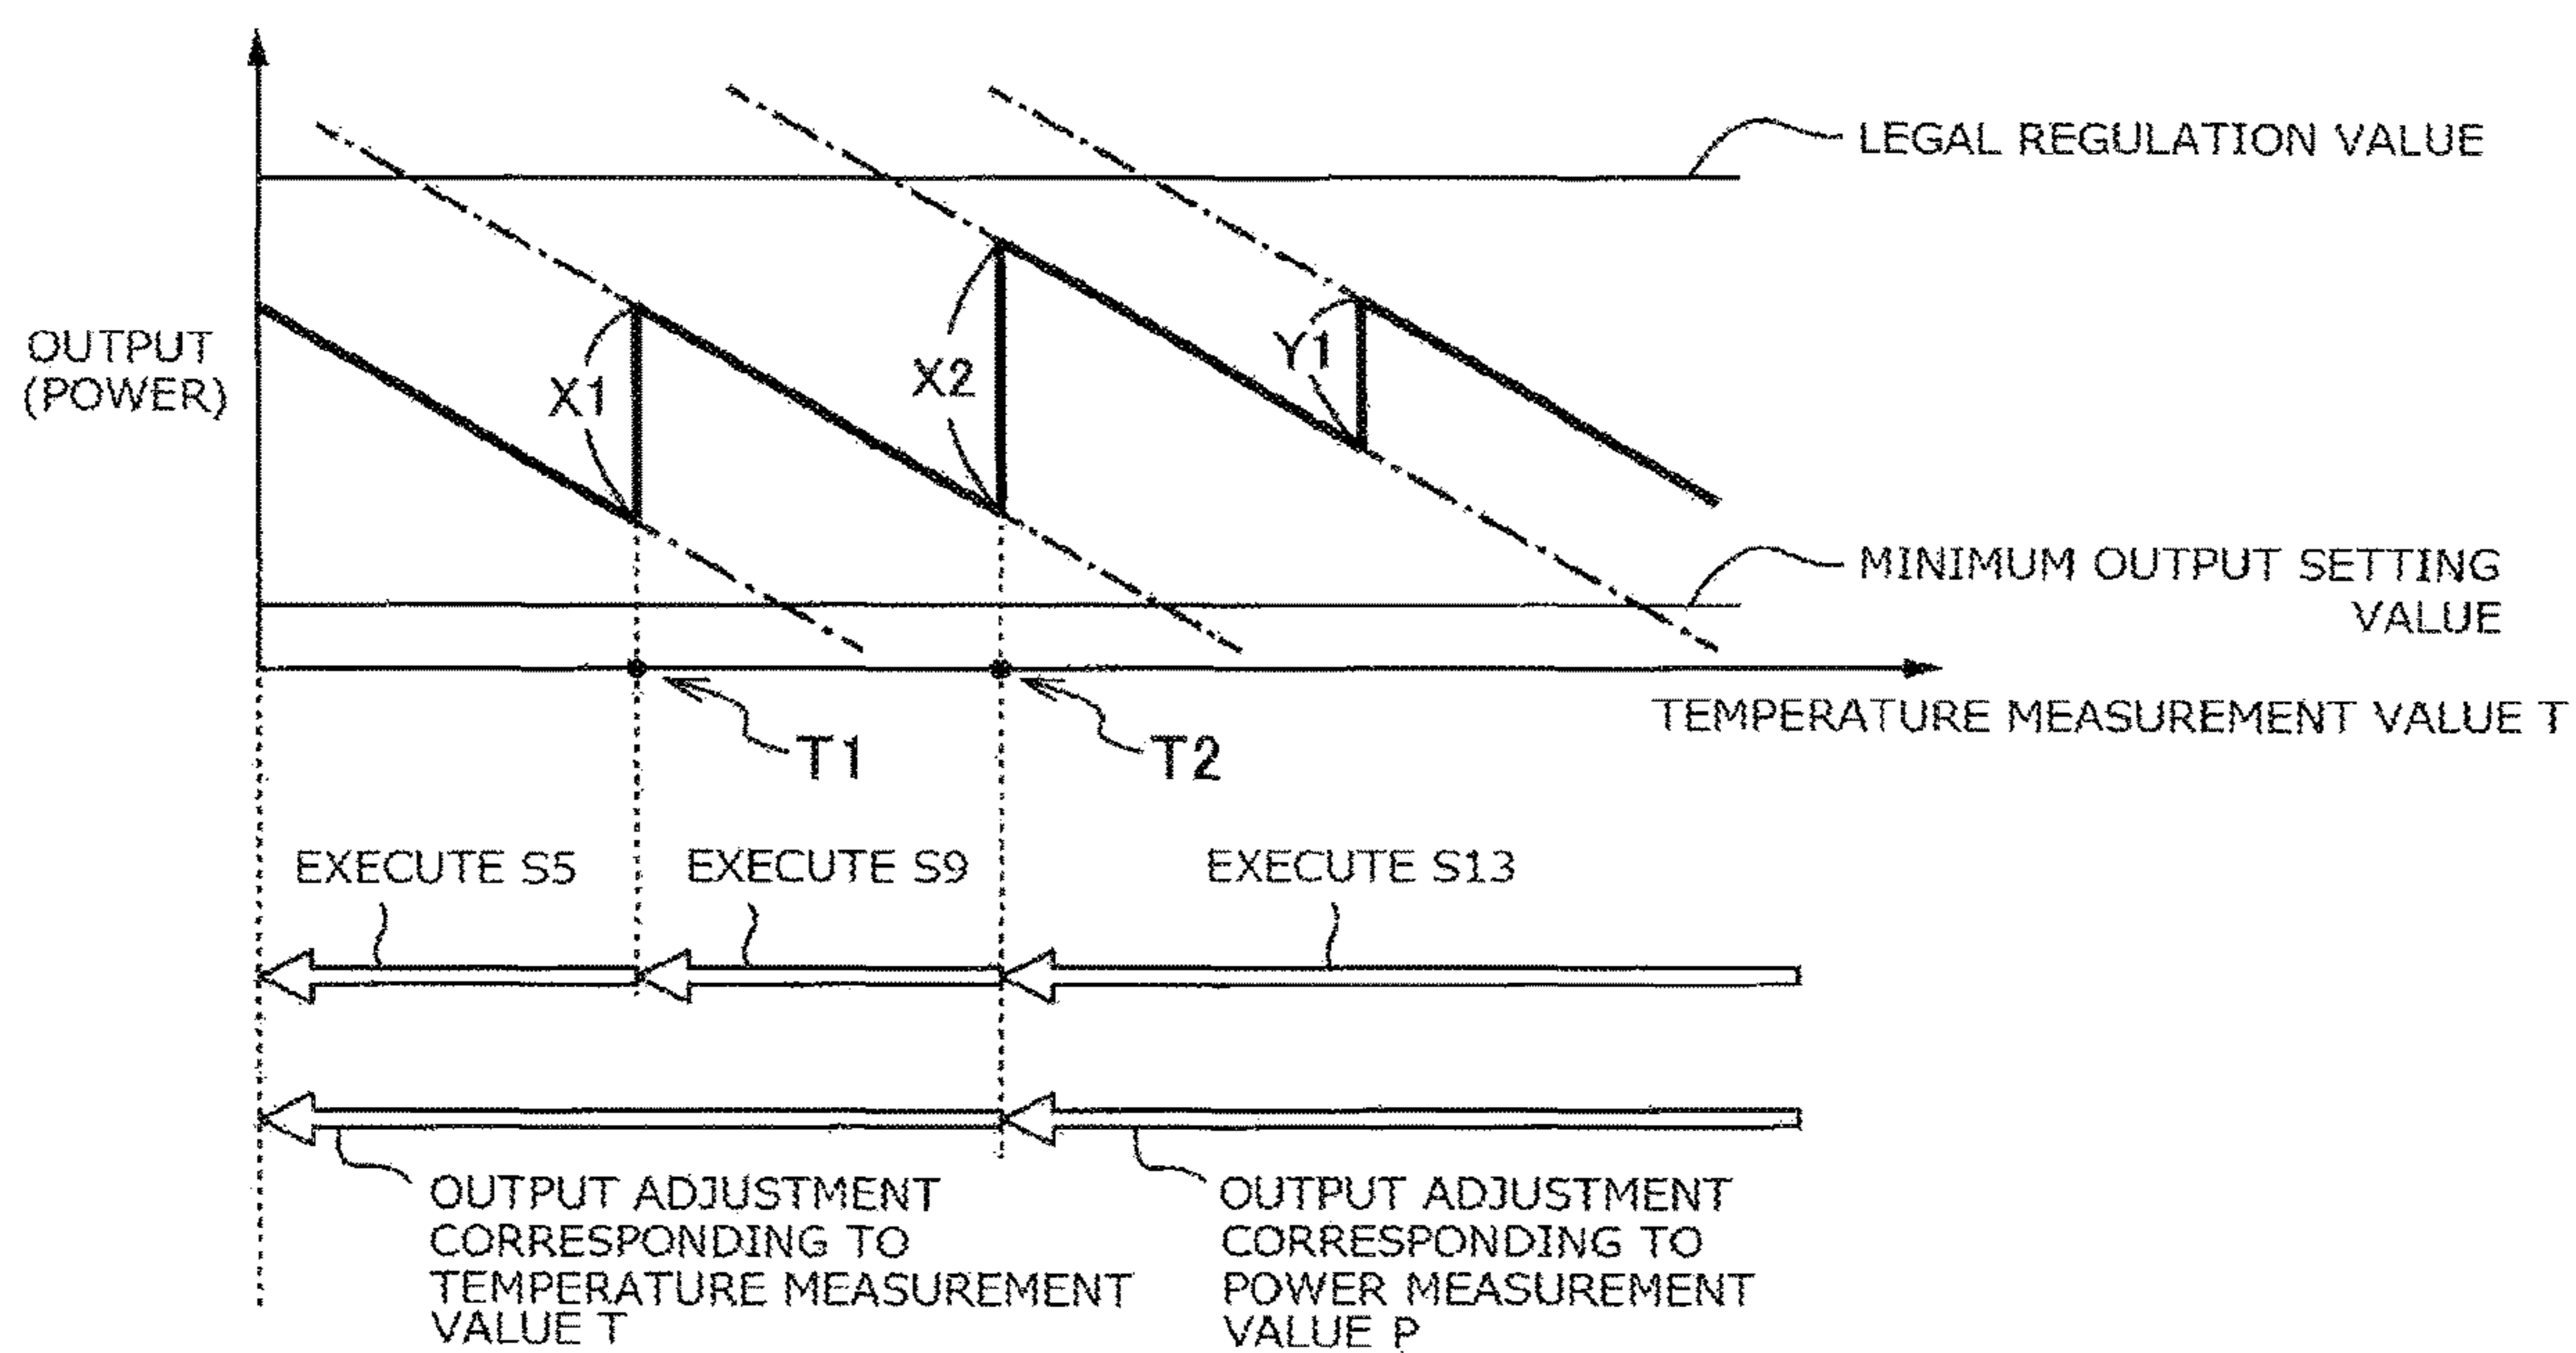 LEGAL REGULATION VALUE
OUTPUT
(POWER)
X1
X2
Y1
MINIMUM OUTPUT SETTING
VALUE
TEMPERATURE MEASUREMENT VALUE T
T1
T2
EXECUTE S5
EXECUTE S9
EXECUTE S13
OUTPUT ADJUSTMENT
CORRESPONDING TO
TEMPERATURE MEASUREMENT
VALUE T
OUTPUT ADJUSTMENT
CORRESPONDING TO
POWER MEASUREMENT
VALUE P